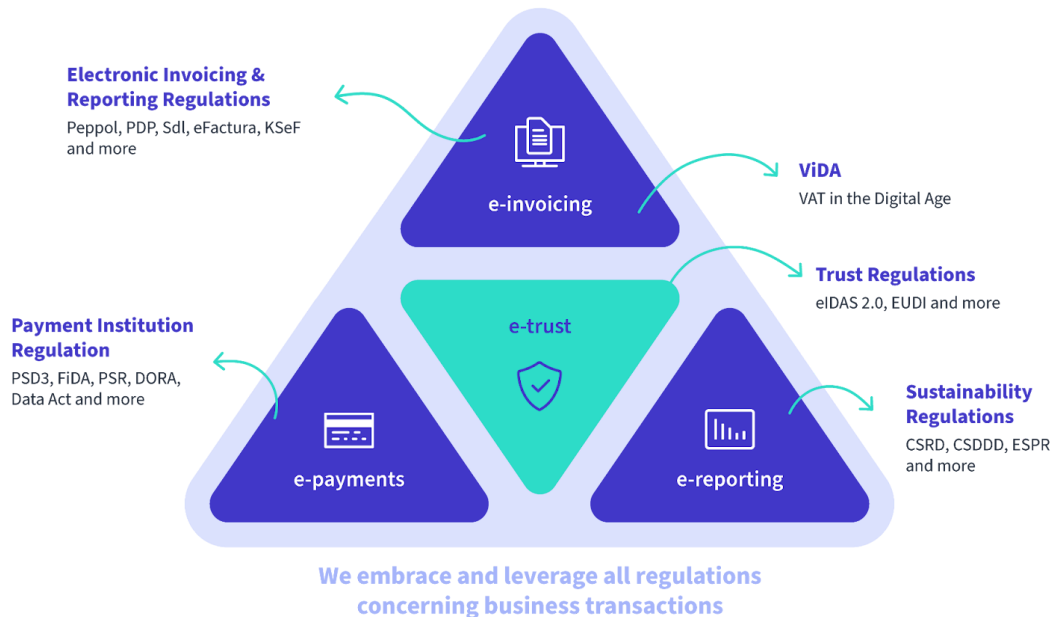 Electronic Invoicing &
Reporting Regulations
Peppol, PDP, SdI, eFactura, KSeF
and more
e-invoicing
ViDA
VAT in the Digital Age
Trust Regulations
eIDAS 2.0, EUDI and more
e-trust
Payment Institution
Regulation
PSD3, FiDA, PSR, DORA,
Data Act and more
e-payments
Sustainability
Regulations
CSRD, CSDDD, ESPR
and more
e-reporting
We embrace and leverage all regulations
concerning business transactions